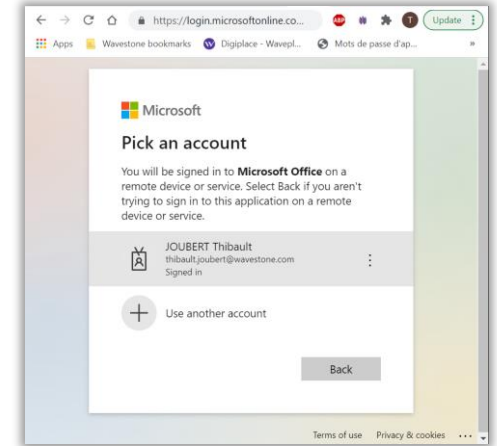 https://login.microsoftonline.co...
ABP
T
Update
Apps
Wavestone bookmarks
W
Digiplace - Wavepl...
Mots de passe d'ap...
»
Microsoft
Pick an account
You will be signed in to Microsoft Office on a
remote device or service. Select Back if you aren't
trying to sign in to this application on a remote
device or service.
JOUBERT Thibault
thibault.joubert@wavestone.com
Signed in
Use another account
Back
Terms of use Privacy & cookies ...